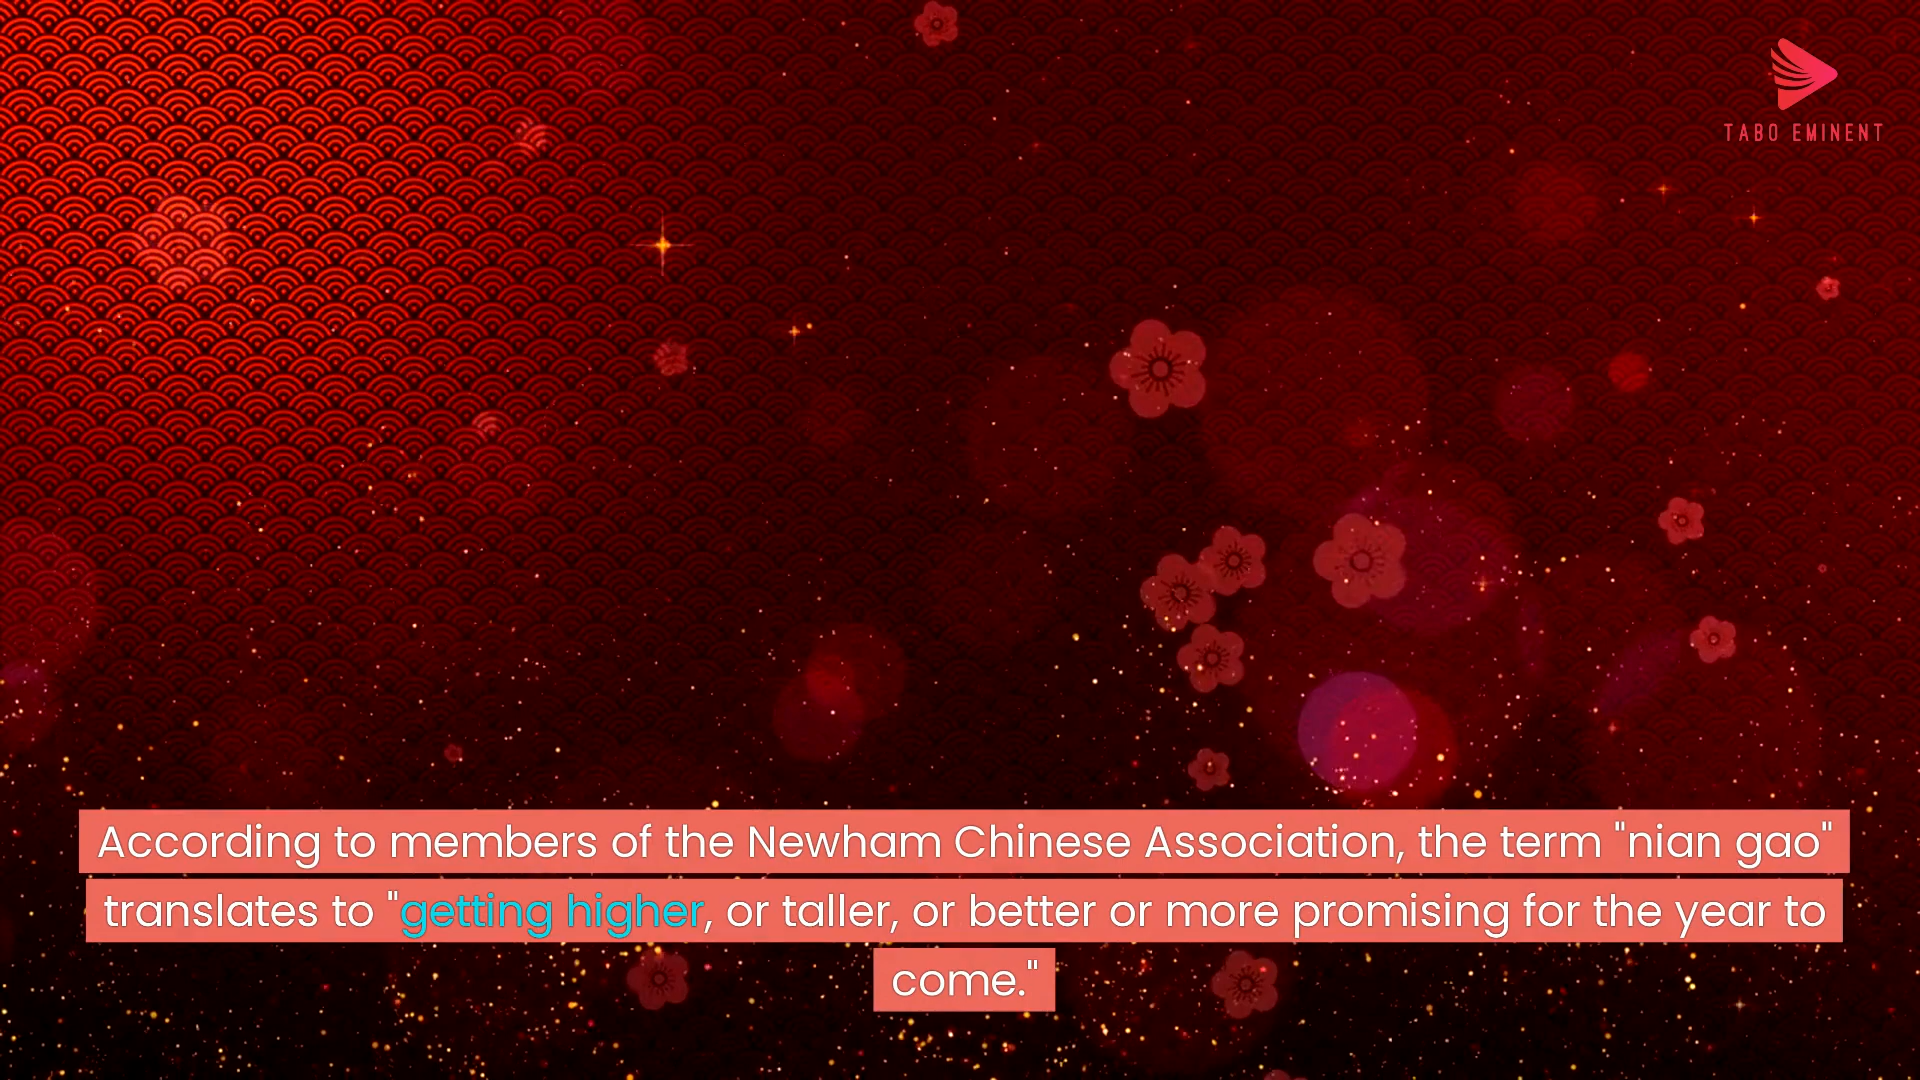 TABO EMINENT
According to members of the Newham Chinese Association, the term "nian gao"
translates to "getting higher, or taller, or better or more promising for the year to
come."